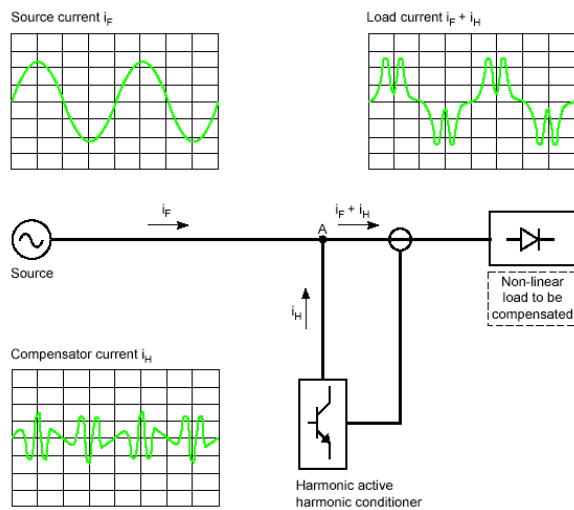 Source current iF
Load current iF + iH
iF
A
iF + iH
Source
Non-linear
load to be
compensated
iH
Compensator current iH
Harmonic active
harmonic conditioner